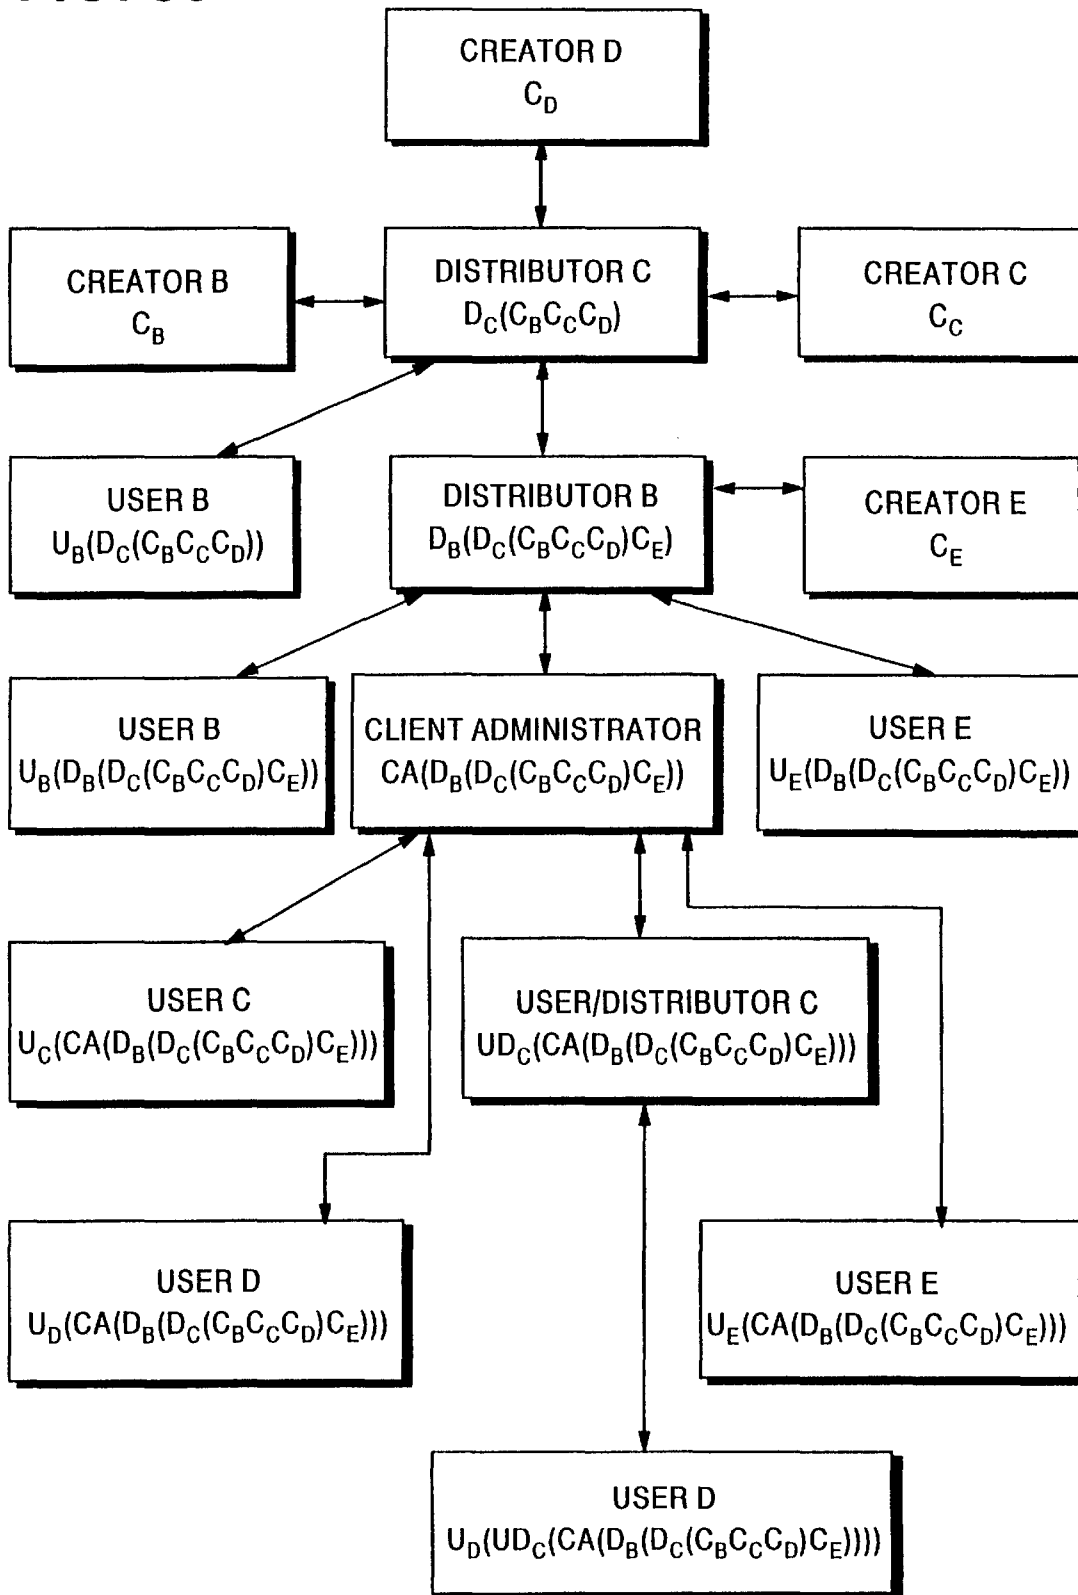 CREATOR D
C_D
CREATOR B
C_B
DISTRIBUTOR C
D_C(C_BC_CC_D)
CREATOR C
C_C
USER B
U_B(D_C(C_BC_CC_D))
DISTRIBUTOR B
D_B(D_C(C_BC_CC_D)C_E)
CREATOR E
C_E
USER B
U_B(D_B(D_C(C_BC_CC_D)C_E))
CLIENT ADMINISTRATOR
CA(D_B(D_C(C_BC_CC_D)C_E))
USER E
U_E(D_B(D_C(C_BC_CC_D)C_E))
USER C
U_C(CA(D_B(D_C(C_BC_CC_D)C_E)))
USER/DISTRIBUTOR C
UD_C(CA(D_B(D_C(C_BC_CC_D)C_E)))
USER D
U_D(CA(D_B(D_C(C_BC_CC_D)C_E)))
USER E
U_E(CA(D_B(D_C(C_BC_CC_D)C_E)))
USER D
U_D(UD_C(CA(D_B(D_C(C_BC_CC_D)C_E))))